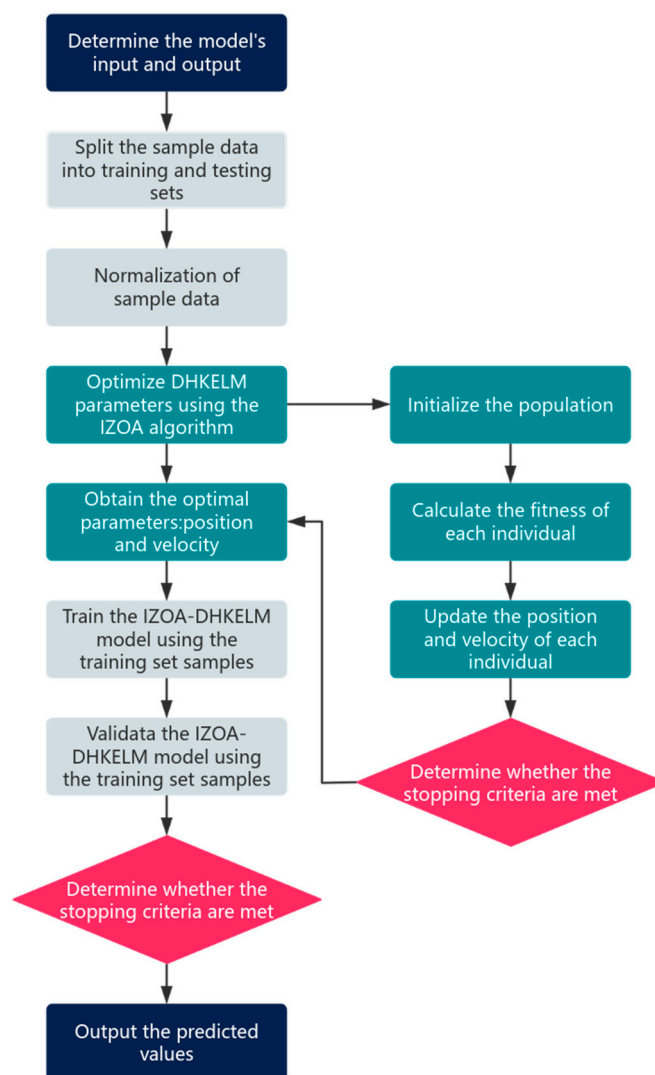 Determine the model's
input and output
Split the sample data
into training and testing
sets
Normalization of
sample data
Optimize DHKELM
parameters using the
IZOA algorithm
Initialize the population
Obtain the optimal
parameters:position
and velocity
Calculate the fitness of
each individual
Train the IZOA-DHKELM
model using the
training set samples
Update the position
and velocity of each
individual
Validata the IZOA-
DHKELM model using
the training set samples
Determine whether the
stopping criteria are met
Determine whether the
stopping criteria are met
Output the predicted
values